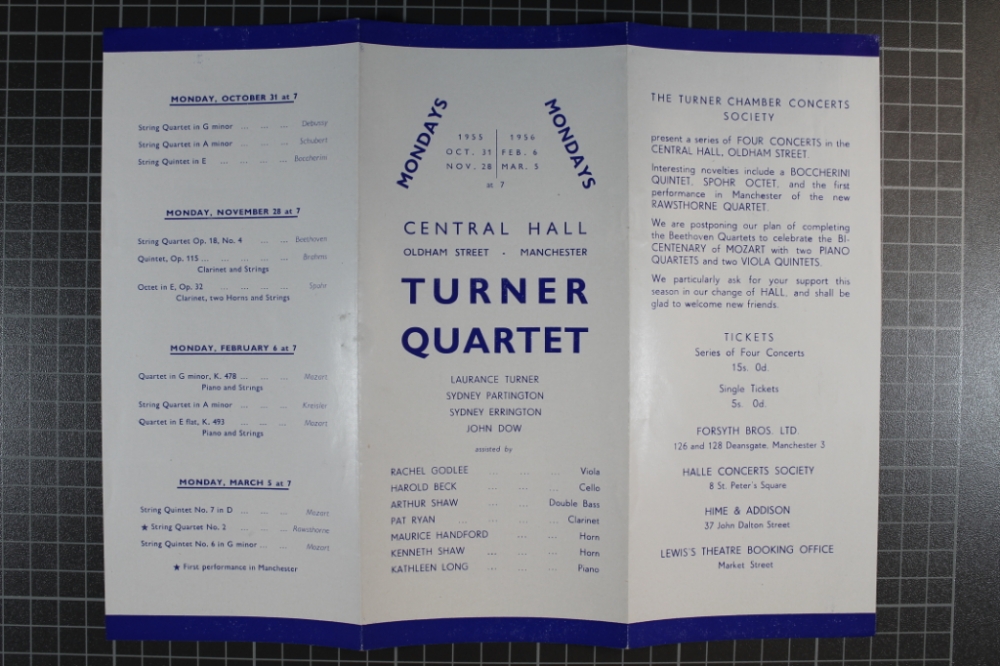 MONDAY, OCTOBER 31 at 7
String Quartet in G minor ... ... ... Debussy
String Quartet in A minor ... ... ... Schubert
String Quintet in E .... ... ... ... Boccherini
MONDAY, NOVEMBER 28 at 7
String Quartet Op. 18, No. 4 ... ... Beethoven
Quintet, Op. 115 ... ... ... ... Brahms
Clarinet and Strings
Octet in E, Op. 32 ... ... ... ... Spohr
Clarinet, two Horns and Strings
MONDAY, FEBRUARY 6 at 7
Quartet in G minor, K. 478 ... ... ... Mozart
Piano and Strings
String Quartet in A minor ... ... ... Kreisler
Quartet in E flat, K. 493 ... ... ... Mozart
Piano and Strings
MONDAY, MARCH 5 at 7
String Quintet No. 7 in D ... ... ... Mozart
★ String Quartet No. 2 ... ... ... Rawsthorne
String Quintet No. 6 in G minor ... ... Mozart
★ First performance in Manchester
MONDAYS
MONDAYS
1955 1956
OCT. 31 FEB. 6
NOV. 28 MAR. 5
at 7
CENTRAL HALL
OLDHAM STREET - MANCHESTER
TURNER
QUARTET
LAURANCE TURNER
SYDNEY PARTINGTON
SYDNEY ERRINGTON
JOHN DOW
assisted by
RACHEL GODLEE ... ... ... Viola
HAROLD BECK ... ... ... Cello
ARTHUR SHAW ... ... Double Bass
PAT RYAN ... ... ... ... Clarinet
MAURICE HANDFORD ... ... Horn
KENNETH SHAW ... ... ... Horn
KATHLEEN LONG ... ... ... Piano
THE TURNER CHAMBER CONCERTS
SOCIETY
present a series of FOUR CONCERTS in the
CENTRAL HALL, OLDHAM STREET.
Interesting novelties include a BOCCHERINI
QUINTET, SPOHR OCTET, and the first
performance in Manchester of the new
RAWSTHORNE QUARTET.
We are postponing our plan of completing
the Beethoven Quartets to celebrate the BI-
CENTENARY of MOZART with two PIANO
QUARTETS and two VIOLA QUINTETS.
We particularly ask for your support this
season in our change of HALL, and shall be
glad to welcome new friends.
TICKETS
Series of Four Concerts
15s. 0d.
Single Tickets
5s. 0d.
FORSYTH BROS. LTD.
126 and 128 Deansgate, Manchester 3
HALLE CONCERTS SOCIETY
8 St. Peter's Square
HIME & ADDISON
37 John Dalton Street
LEWIS'S THEATRE BOOKING OFFICE
Market Street